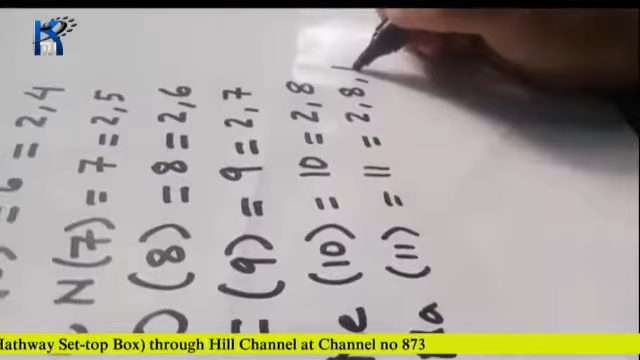 6 = 2, 4
N (7) = 7 = 2, 5
O (8) = 8 = 2, 6
(9) = 9 = 2, 7
(10) = 10 = 2, 8
(11) = 11 = 2, 8, 1
K
Hathway Set-top Box) through Hill Channel at Channel no 873